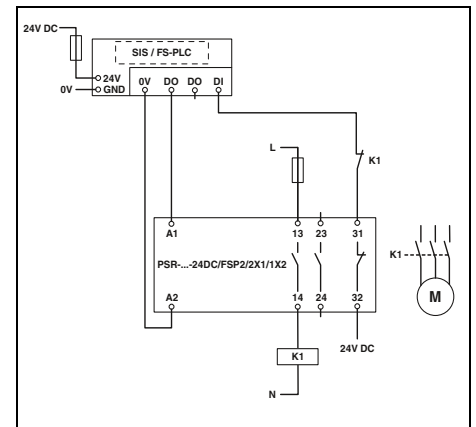 24V DC
SIS / FS-PLC
24V
0V GND
0V DO DO DI
L
K1
A1 13 23 31
PSR-...-24DC/FSP2/2X1/1X2
K1
M
A2 14 24 32
24V DC
K1
N